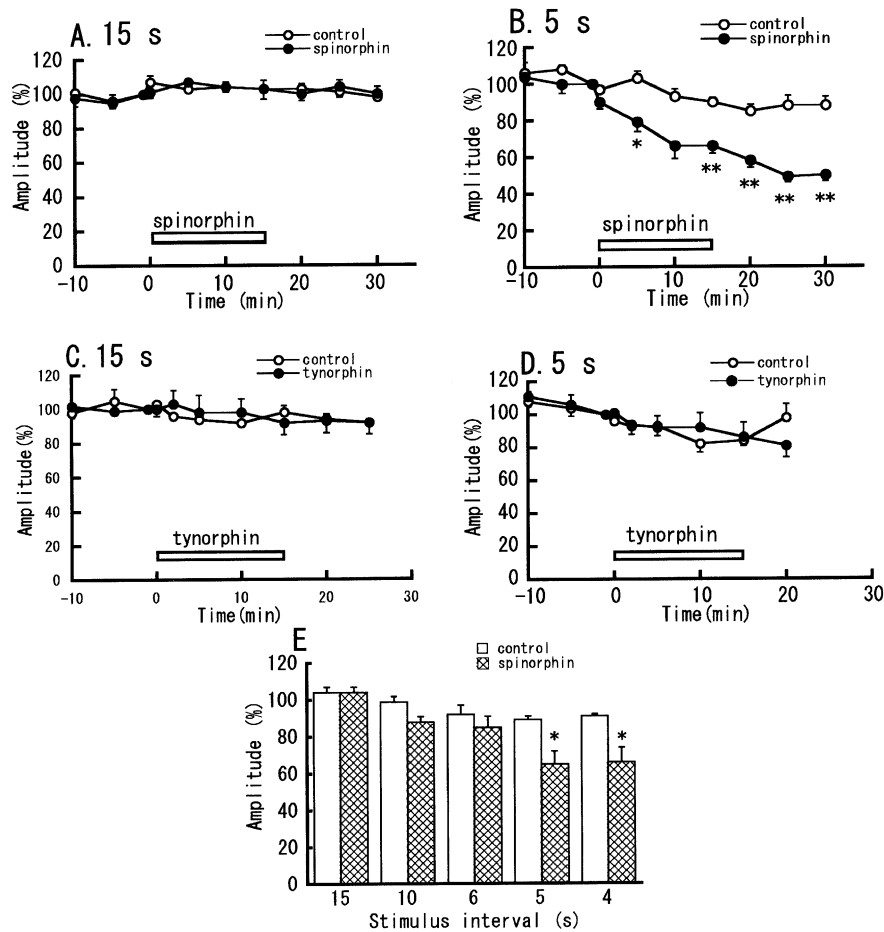 A. 15 s
control
spinorphin
120
100
80
60
40
20
0
Amplitude (%)
spinorphin
-10 0 10 20 30
Time (min)
B. 5 s
control
spinorphin
120
100
80
60
40
20
0
Amplitude (%)
* ** ** ** **
spinorphin
-10 0 10 20 30
Time (min)
C. 15 s
control
tynorphin
120
100
80
60
40
20
0
Amplitude(%)
tynorphin
-10 0 10 20 30
Time(min)
D. 5 s
control
tynorphin
120
100
80
60
40
20
0
Amplitude(%)
tynorphin
-10 0 10 20 30
Time(min)
E
control
spinorphin
120
100
80
60
40
20
0
Amplitude (%)
* *
15 10 6 5 4
Stimulus interval (s)